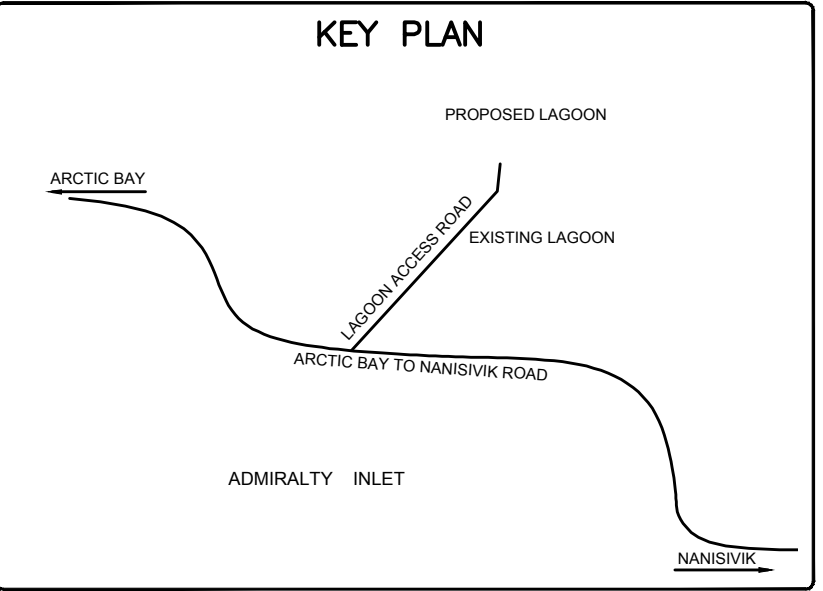 KEY PLAN
PROPOSED LAGOON
ARCTIC BAY
LAGOON ACCESS ROAD
EXISTING LAGOON
ARCTIC BAY TO NANISIVIK ROAD
ADMIRALTY INLET
NANISIVIK